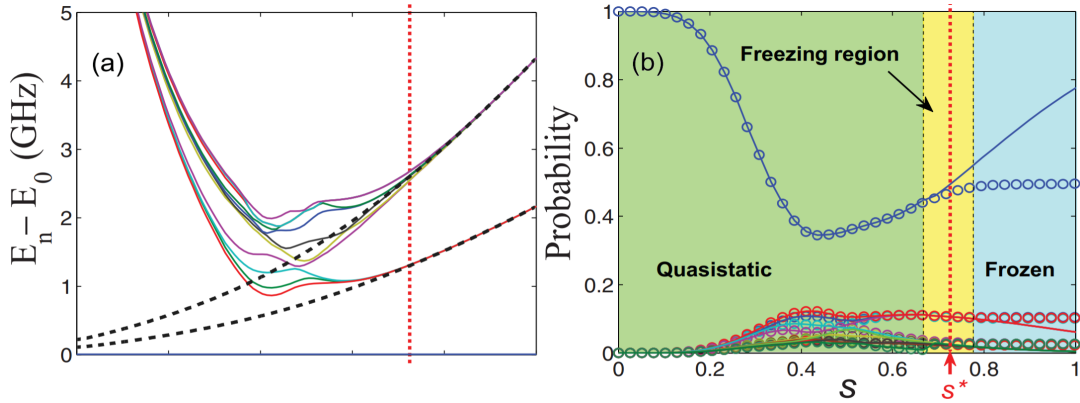 (a)
E_n − E_0 (GHz)
5
4
3
2
1
0
(b)
Probability
1
0.8
0.6
0.4
0.2
0
Freezing region
Quasistatic
Frozen
0 0.2 0.4 0.6 0.8 1
s
s*